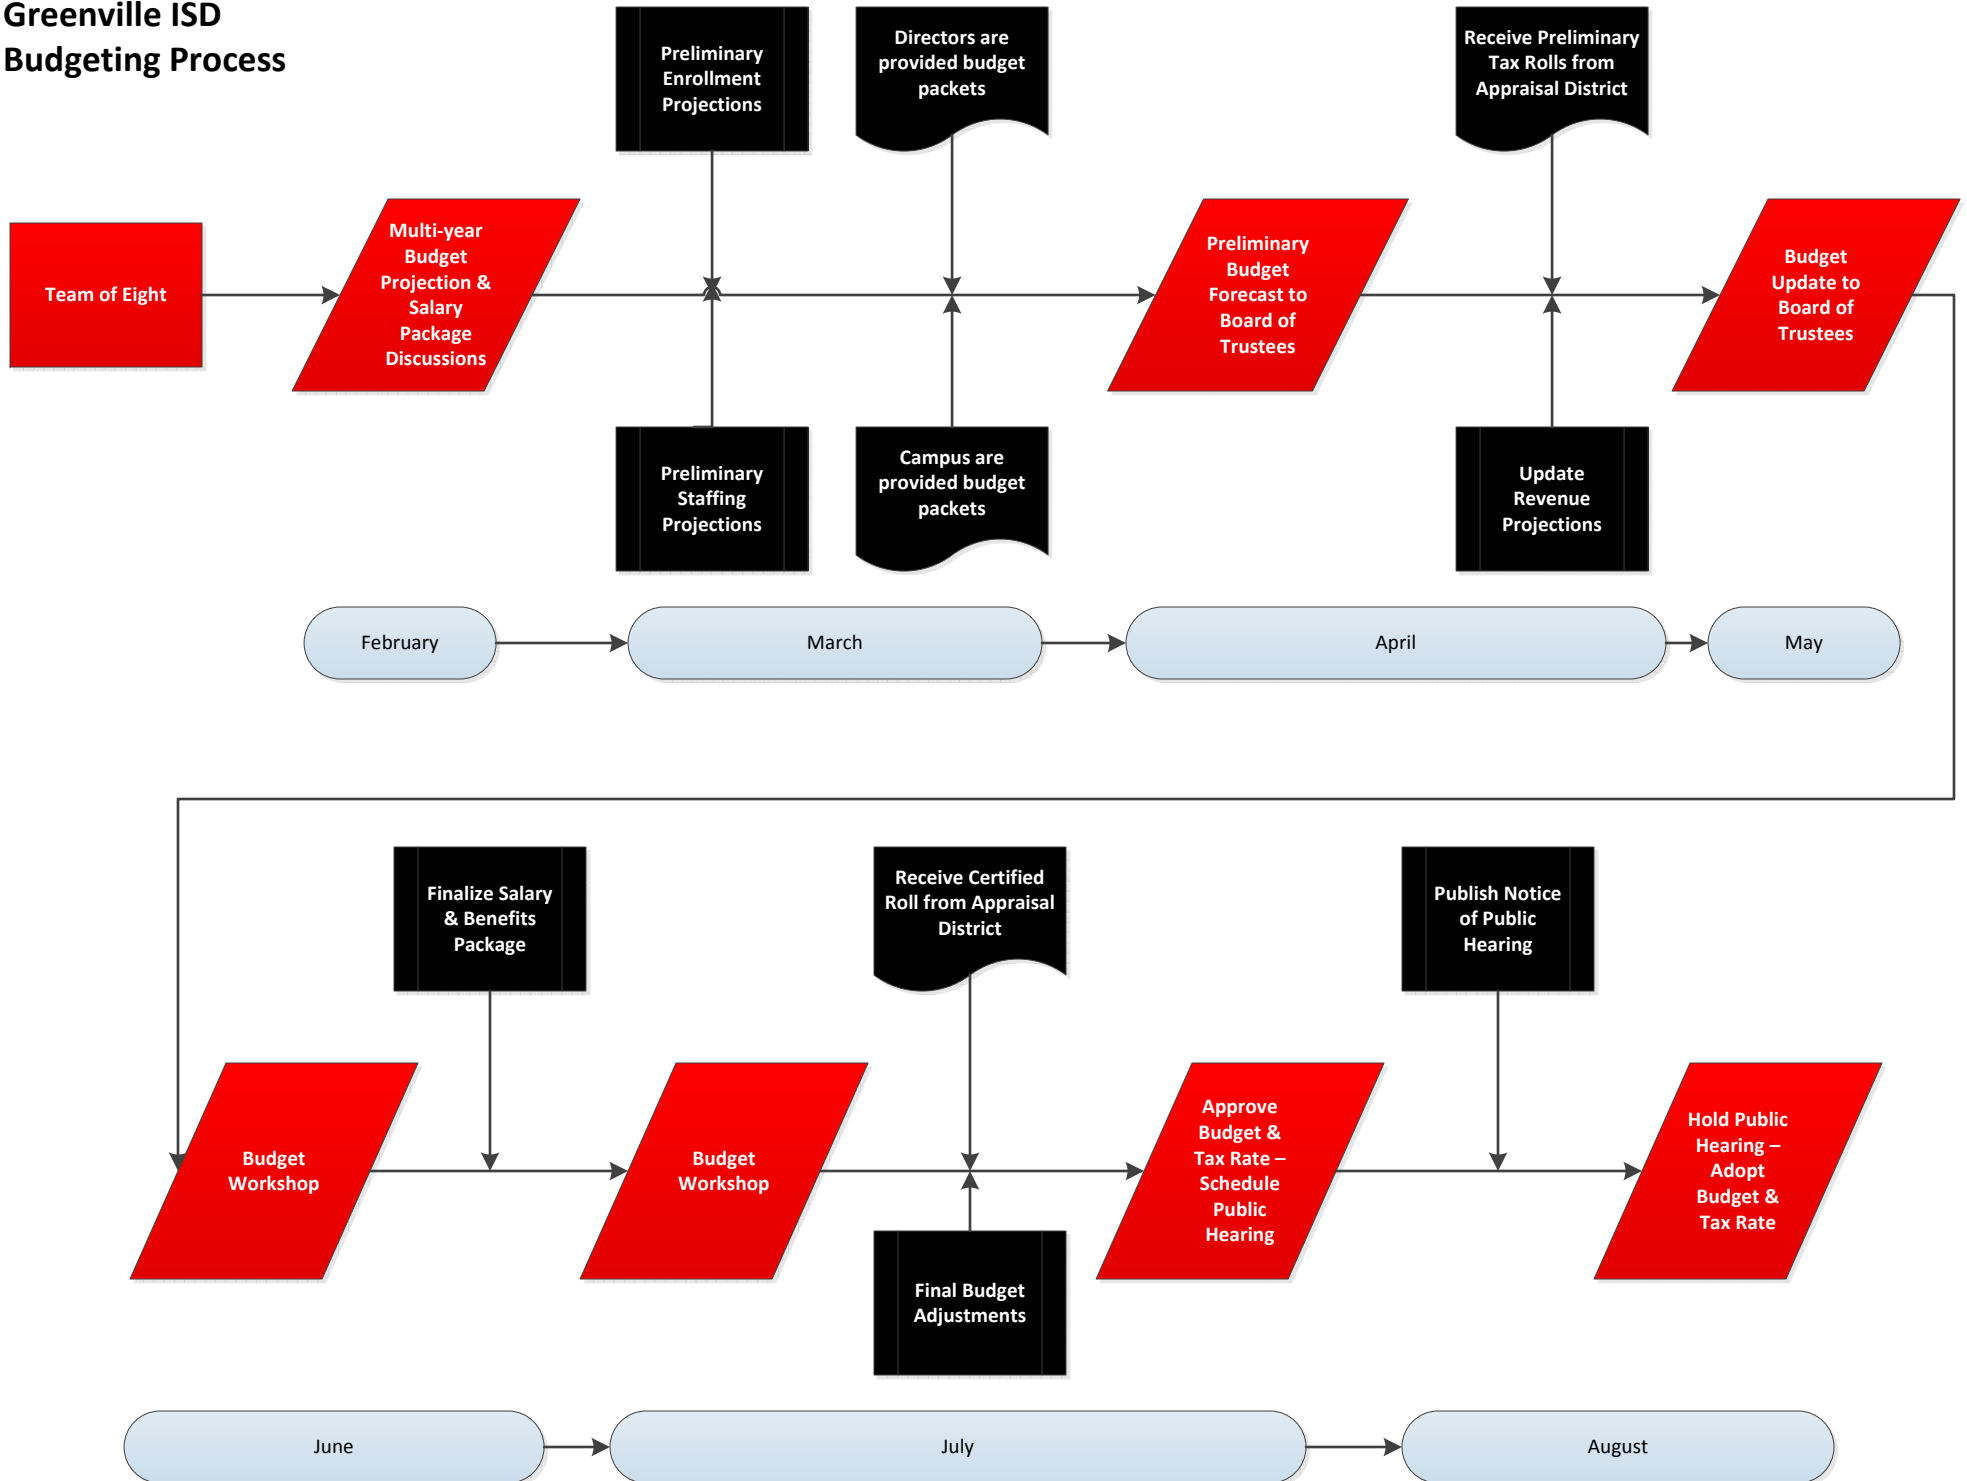 Greenville ISD
Budgeting Process
Preliminary
Enrollment
Projections
Directors are
provided budget
packets
Receive Preliminary
Tax Rolls from
Appraisal District
Team of Eight
Multi-year
Budget
Projection &
Salary
Package
Discussions
Preliminary
Budget
Forecast to
Board of
Trustees
Budget
Update to
Board of
Trustees
Preliminary
Staffing
Projections
Campus are
provided budget
packets
Update
Revenue
Projections
February
March
April
May
Finalize Salary
& Benefits
Package
Receive Certified
Roll from Appraisal
District
Publish Notice
of Public
Hearing
Budget
Workshop
Budget
Workshop
Approve
Budget &
Tax Rate –
Schedule
Public
Hearing
Hold Public
Hearing –
Adopt
Budget &
Tax Rate
Final Budget
Adjustments
June
July
August